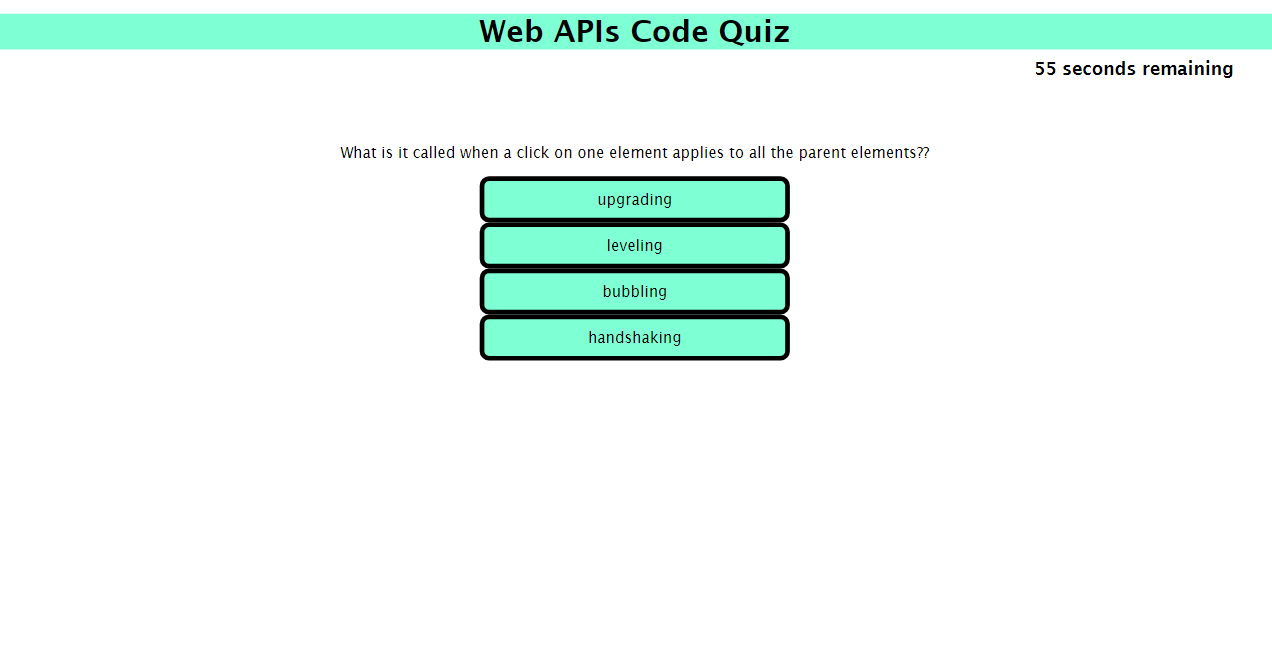 Web APIs Code Quiz
55 seconds remaining
What is it called when a click on one element applies to all the parent elements??
upgrading
leveling
bubbling
handshaking